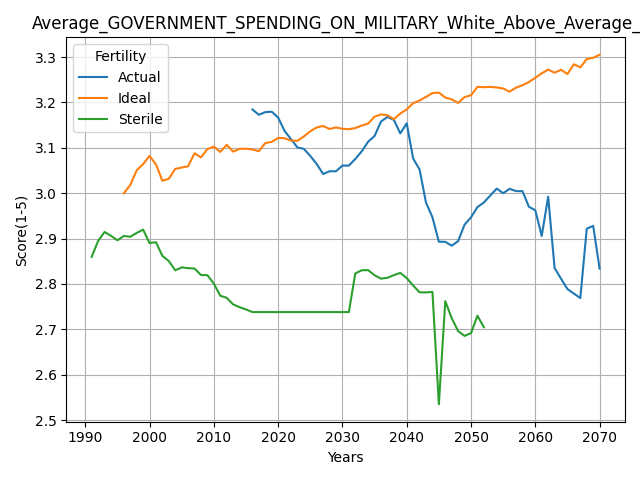 Average_GOVERNMENT_SPENDING_ON_MILITARY_White_Above_Average_
Fertility
Actual
Ideal
Sterile
Score(1-5)
3.3
3.2
3.1
3.0
2.9
2.8
2.7
2.6
2.5
1990 2000 2010 2020 2030 2040 2050 2060 2070
Years